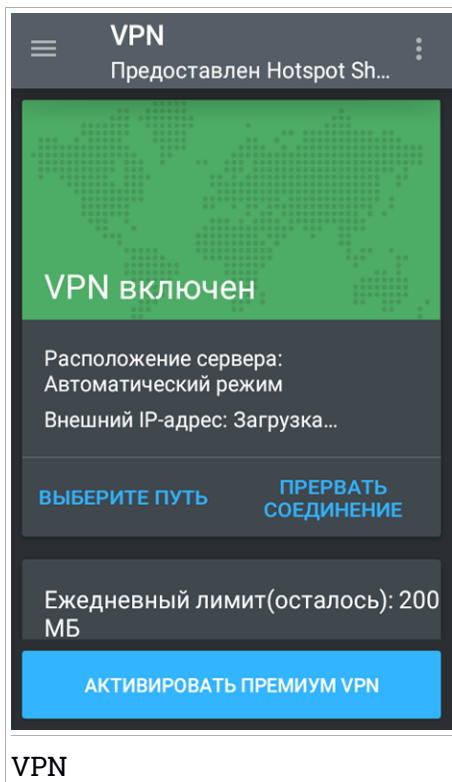 VPN
Предоставлен Hotspot Sh...
VPN включен
Расположение сервера:
Автоматический режим
Внешний IP-адрес: Загрузка...
ВЫБЕРИТЕ ПУТЬ
ПРЕРВАТЬ
СОЕДИНЕНИЕ
Ежедневный лимит(осталось): 200
МБ
АКТИВИРОВАТЬ ПРЕМИУМ VPN
VPN